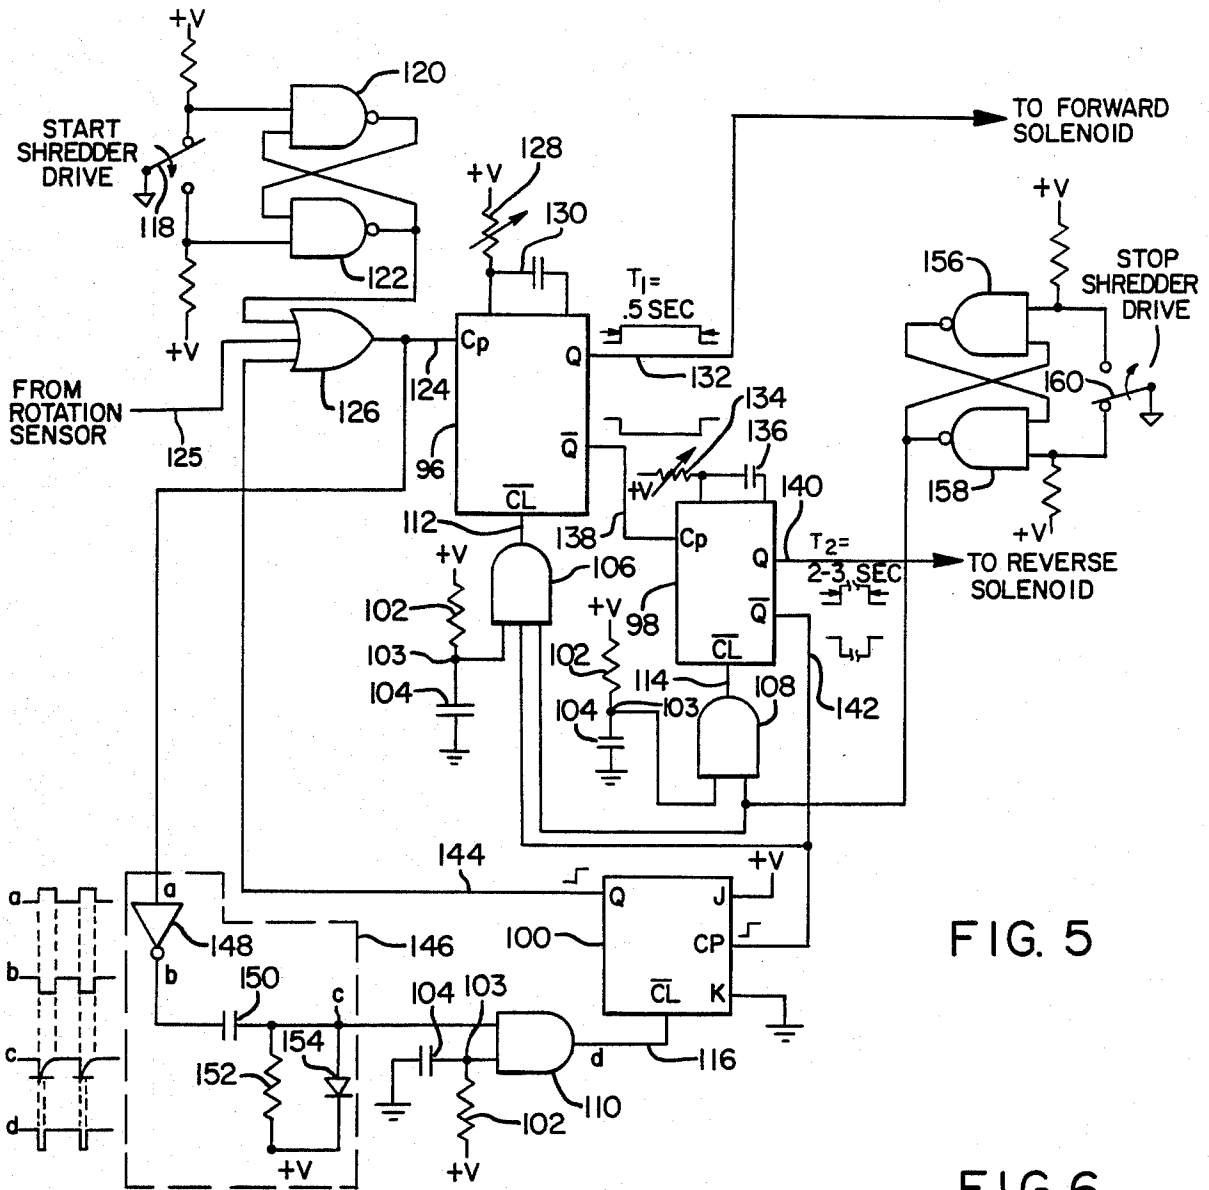 +V
120
START
SHREDDER
DRIVE
118
122
+V
FROM
ROTATION
SENSOR
125
126
124
+V
128
130
T1=
.5 SEC
TO FORWARD
SOLENOID
Cp
Q
132
96
Q
CL
112
138
134
136
+V
140
T2=
2-3 SEC
TO REVERSE
SOLENOID
Cp
Q
98
Q
CL
114
108
142
+V
156
STOP
SHREDDER
DRIVE
160
158
+V
+V
102
103
104
106
+V
102
103
104
144
+V
Q
J
100
CP
CL
K
116
FIG. 5
a
b
c
d
a
148
b
146
150
c
154
152
+V
104
103
d
110
102
+V
FIG. 6